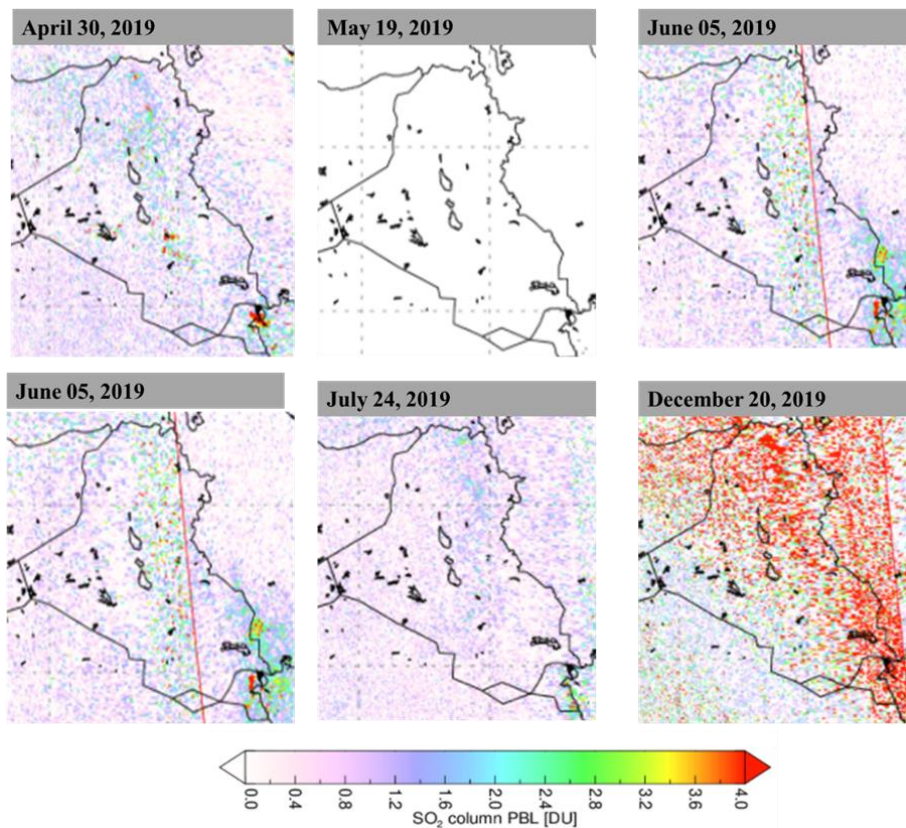 April 30, 2019
May 19, 2019
June 05, 2019
June 05, 2019
July 24, 2019
December 20, 2019
0.0 0.4 0.8 1.2 1.6 2.0 2.4 2.8 3.2 3.6 4.0
SO₂ column PBL [DU]